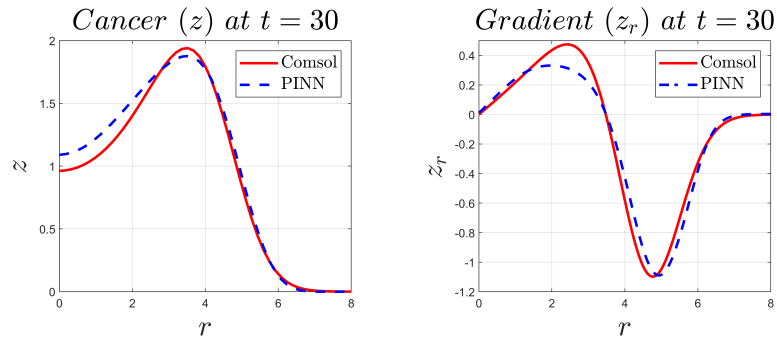 Cancer (z) at t = 30
2
1.5
1
0.5
0
z
0
2
4
6
8
r
Comsol
PINN
Gradient (z_r) at t = 30
0.4
0.2
0
-0.2
-0.4
-0.6
-0.8
-1
-1.2
z_r
0
2
4
6
8
r
Comsol
PINN